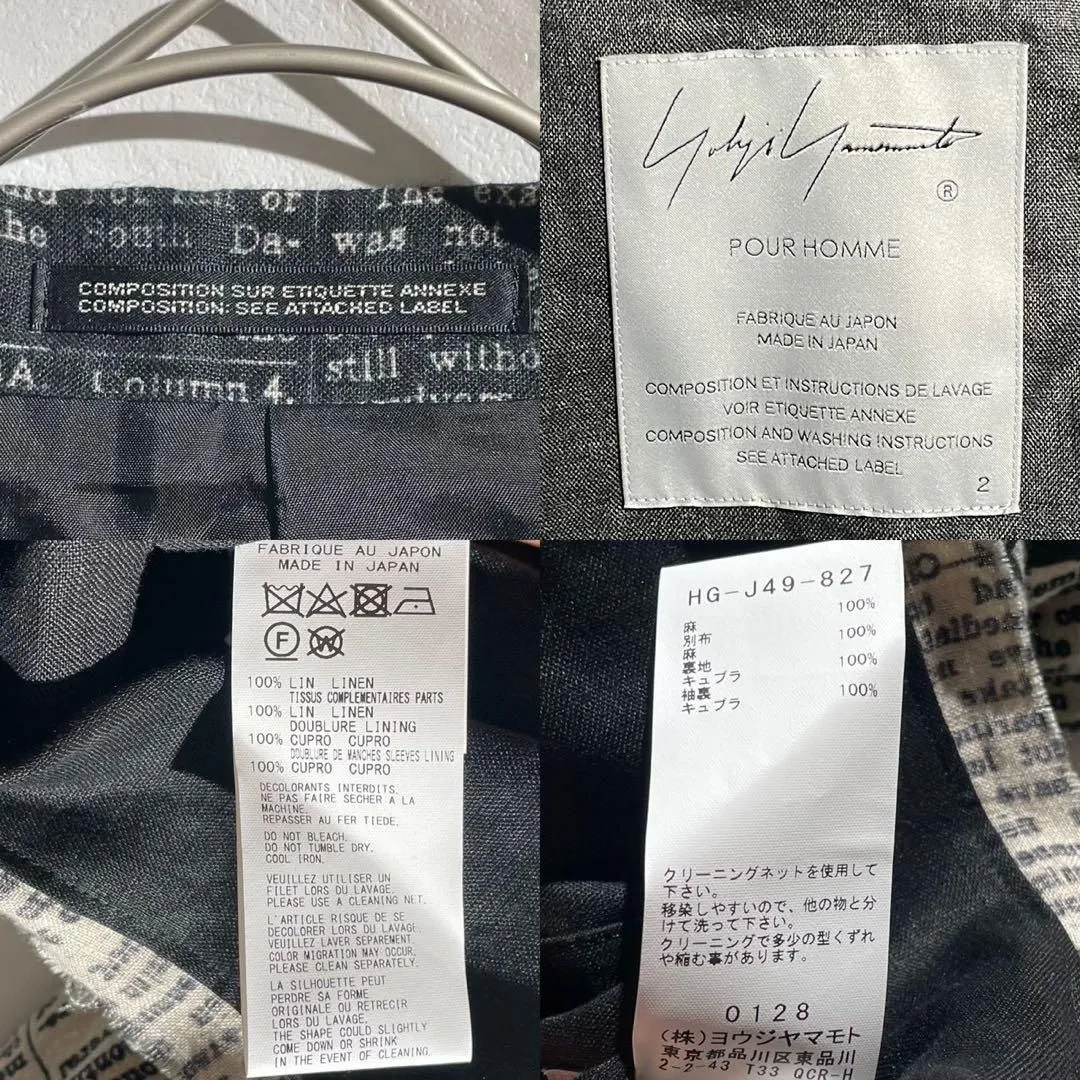 of The exa
he South Da- was not
COMPOSITION SUR ETIQUETTE ANNEXE
COMPOSITION: SEE ATTACHED LABEL
still witho
A. Column 4.
Yohji Yamamoto
®
POUR HOMME
FABRIQUE AU JAPON
MADE IN JAPAN
COMPOSITION ET INSTRUCTIONS DE LAVAGE
VOIR ETIQUETTE ANNEXE
COMPOSITION AND WASHING INSTRUCTIONS
SEE ATTACHED LABEL
2
FABRIQUE AU JAPON
MADE IN JAPAN
F W
100% LIN LINEN
TISSUS COMPLEMENTAIRES PARTS
100% LIN LINEN
DOUBLURE LINING
100% CUPRO CUPRO
DOUBLURE DE MANCHES SLEEVES LINING
100% CUPRO CUPRO
DECOLORANTS INTERDITS.
NE PAS FAIRE SECHER A LA
MACHINE.
REPASSER AU FER TIEDE.
DO NOT BLEACH.
DO NOT TUMBLE DRY.
COOL IRON.
VEUILLEZ UTILISER UN
FILET LORS DU LAVAGE.
PLEASE USE A CLEANING NET.
L'ARTICLE RISQUE DE SE
DECOLORER LORS DU LAVAGE.
VEUILLEZ LAVER SEPAREMENT.
COLOR MIGRATION MAY OCCUR.
PLEASE CLEAN SEPARATELY.
LA SILHOUETTE PEUT
PERDRE SA FORME
ORIGINALE OU RETRECIR
LORS DU LAVAGE.
THE SHAPE COULD SLIGHTLY
COME DOWN OR SHRINK
IN THE EVENT OF CLEANING.
HG-J49-827
麻 100%
別布
麻 100%
裏地
キュプラ 100%
袖裏
キュプラ 100%
クリーニングネットを使用して
下さい。
移染しやすいので、他の物と分
けて洗って下さい。
クリーニングで多少の型くずれ
や縮む事があります。
0128
(株)ヨウジヤマモト
東京都品川区東品川
2-2-43 T33 QCR-H